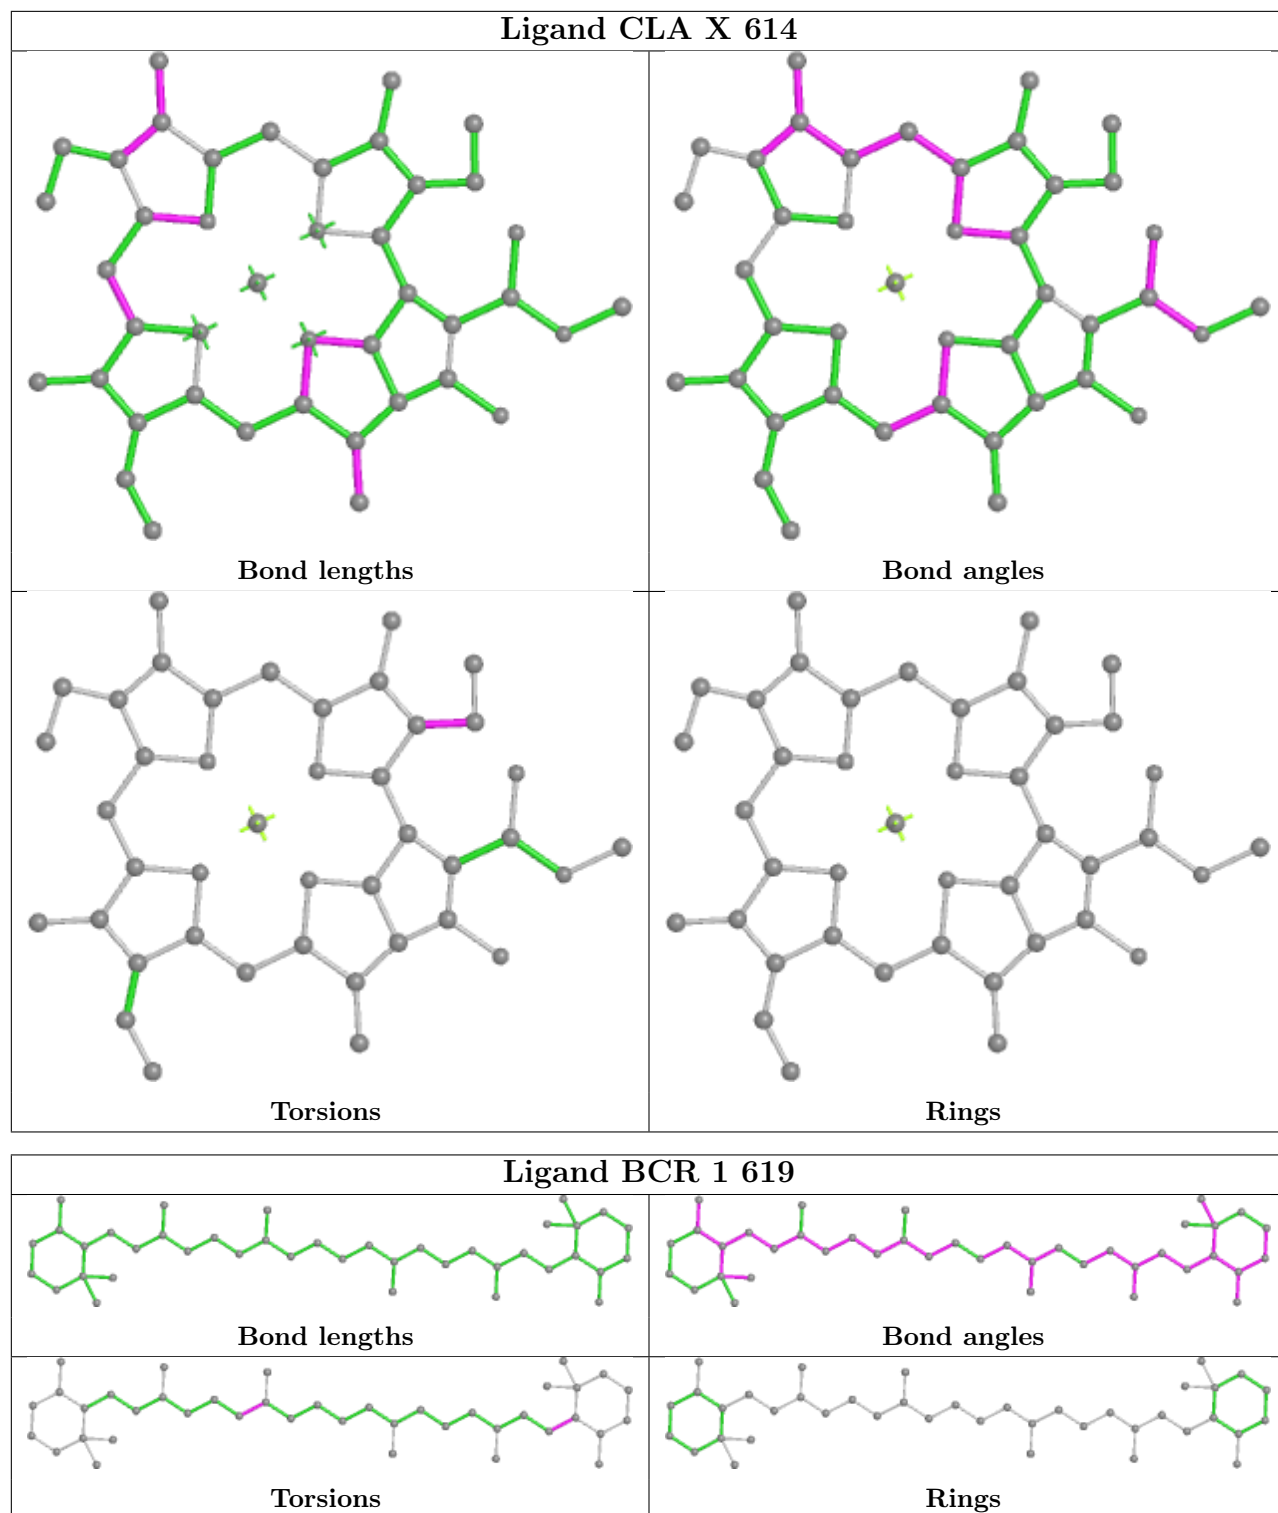 Ligand CLA X 614
Bond lengths
Bond angles
Torsions
Rings
Ligand BCR 1 619
Bond lengths
Bond angles
Torsions
Rings